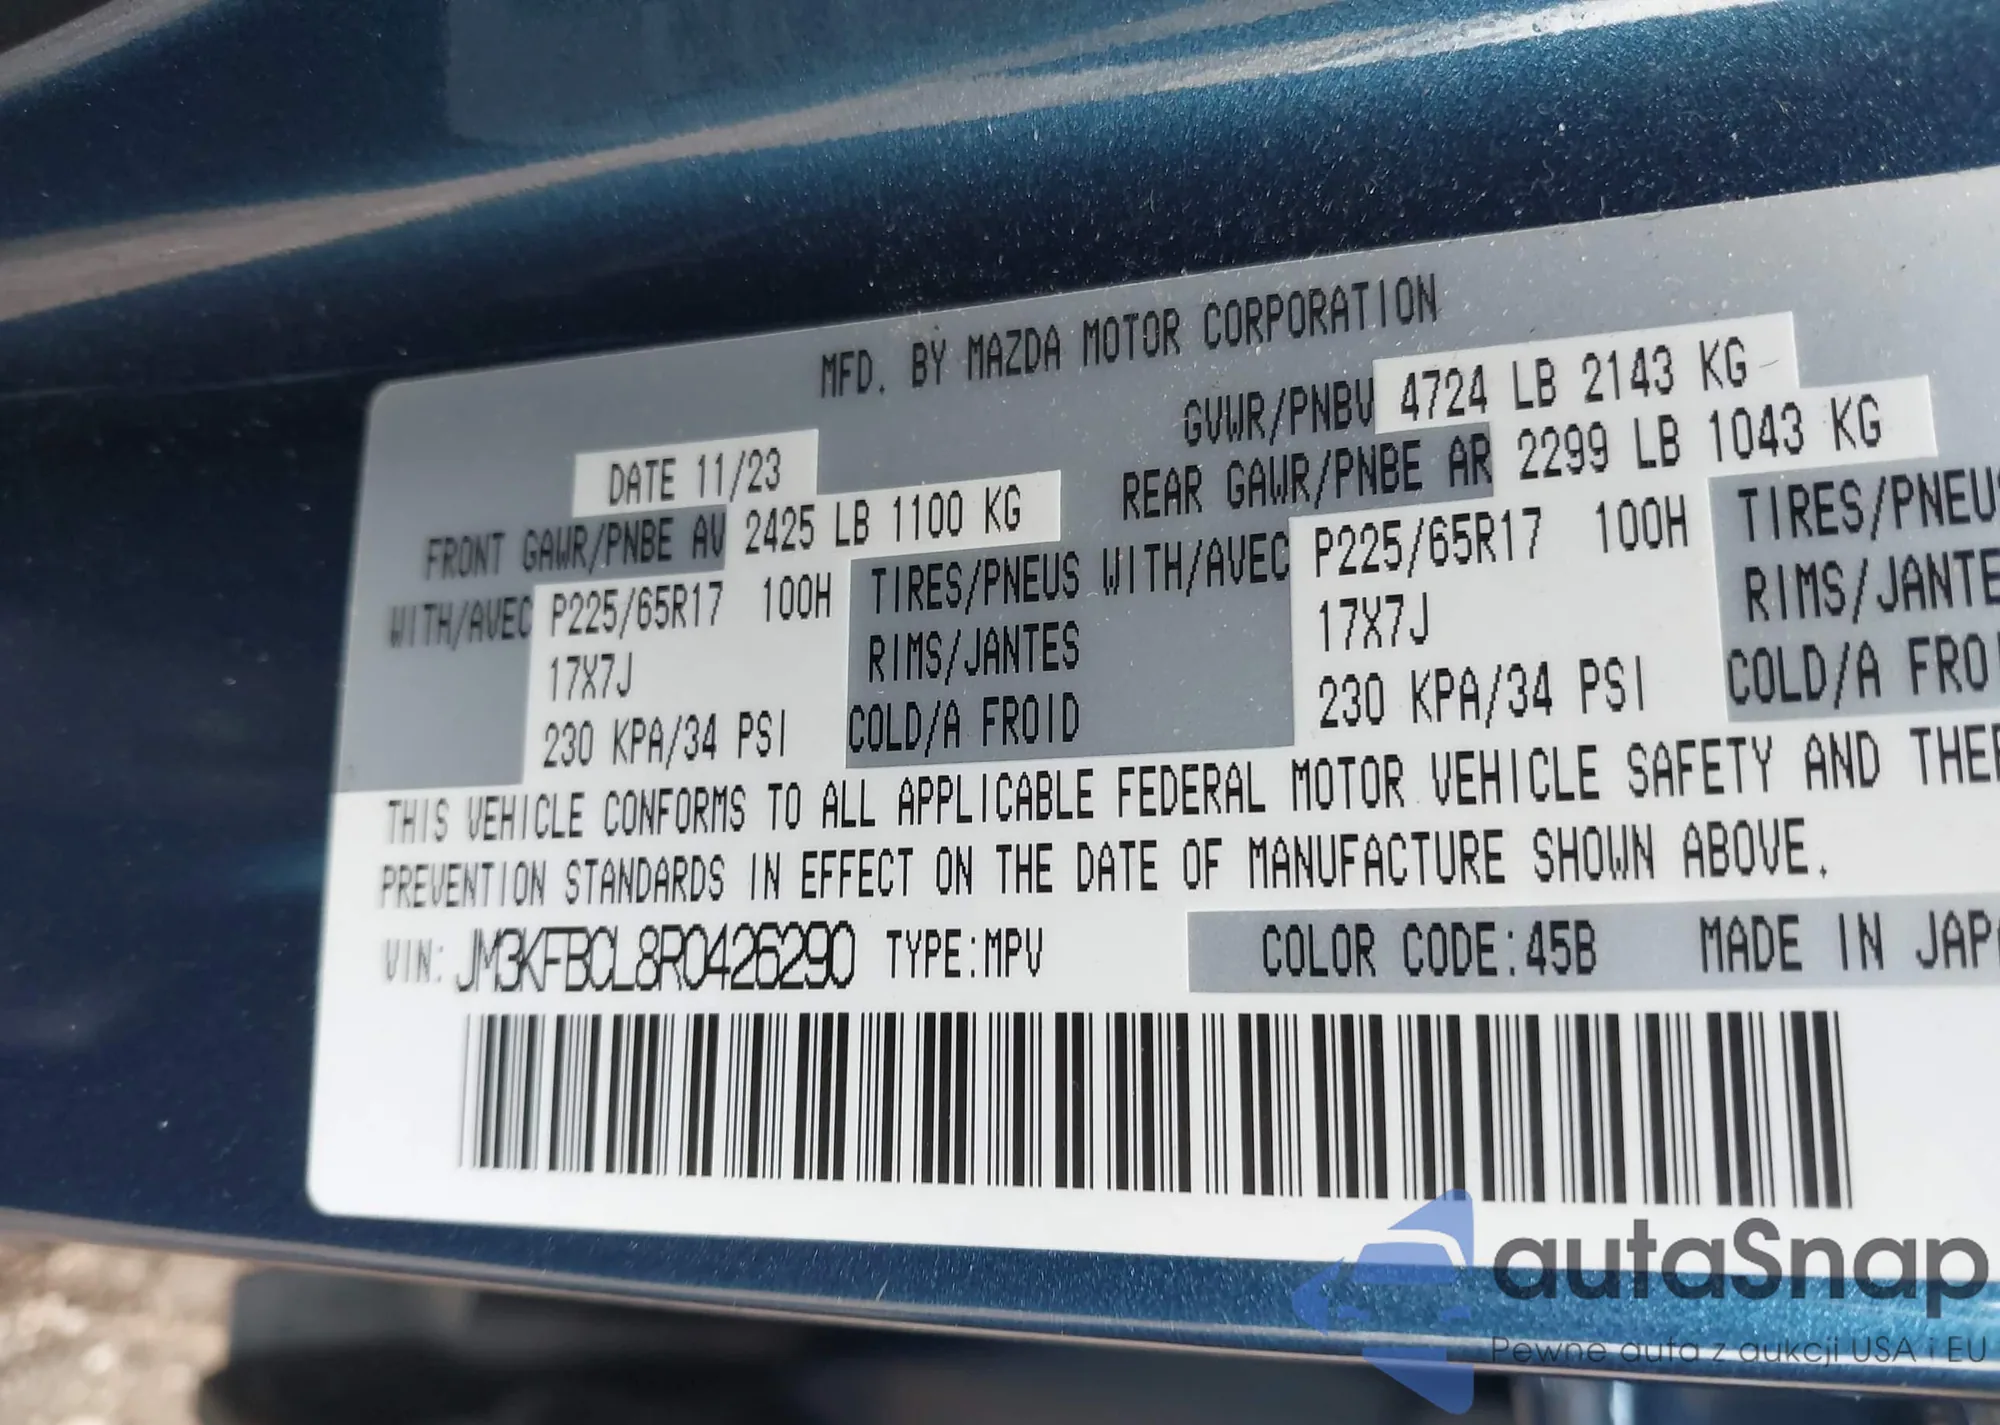 MFD. BY MAZDA MOTOR CORPORATION
GVWR/PNBV 4724 LB 2143 KG
DATE 11/23
FRONT GAWR/PNBE AV 2425 LB 1100 KG REAR GAWR/PNBE AR 2299 LB 1043 KG
WITH/AVEC P225/65R17 100H TIRES/PNEUS WITH/AVEC P225/65R17 100H TIRES/PNEUS
17X7J RIMS/JANTES 17X7J RIMS/JANTE
230 KPA/34 PSI COLD/A FROID 230 KPA/34 PSI COLD/A FRO
THIS VEHICLE CONFORMS TO ALL APPLICABLE FEDERAL MOTOR VEHICLE SAFETY AND THEF
PREVENTION STANDARDS IN EFFECT ON THE DATE OF MANUFACTURE SHOWN ABOVE.
VIN: JM3KFBCL8R0426290 TYPE:MPV COLOR CODE:45B MADE IN JAPA
autaSnap
Pewne auta z aukcji USA i EU